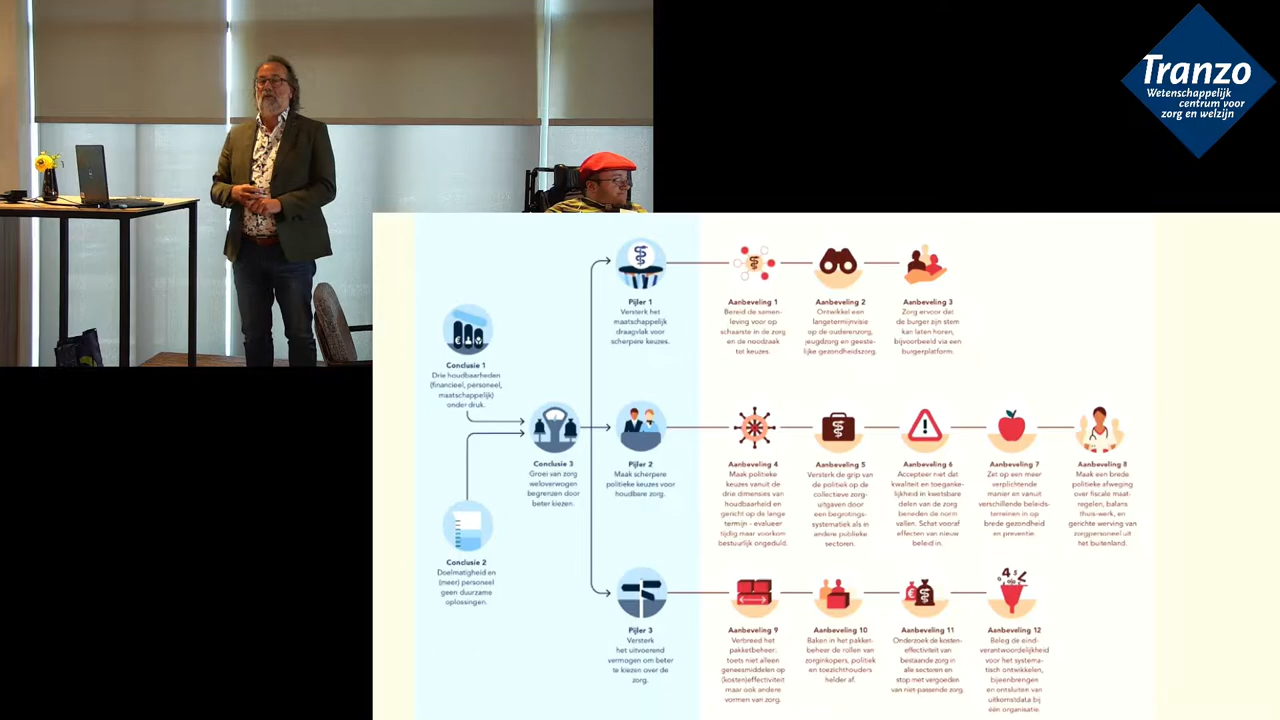 Tranzo
Wetenschappelijk
centrum voor
zorg en welzijn
Conclusie 1
Drie houdbaarheden
(financieel, personeel,
maatschappelijk)
onder druk.
Conclusie 2
Doelmatigheid en
(meer) personeel
geen duurzame
oplossingen.
Conclusie 3
Groei van zorg
weloverwogen
begrenzen door
beter kiezen.
Pijler 1
Versterk het
maatschappelijk
draagvlak voor
scherpere keuzes.
Aanbeveling 1
Bereid de samen-
leving voor op
schaarste in de zorg
en de noodzaak
tot keuzes.
Aanbeveling 2
Ontwikkel een
langetermijnvisie
op de ouderenzorg,
jeugdzorg en geeste-
lijke gezondheidszorg.
Aanbeveling 3
Zorg ervoor dat
de burger zijn stem
kan laten horen,
bijvoorbeeld via een
burgerplatform.
Pijler 2
Maak scherpere
politieke keuzes voor
houdbare zorg.
Aanbeveling 4
Maak politieke
keuzes vanuit de
drie dimensies van
houdbaarheid en
gericht op de lange
termijn - evalueer
tijdig maar voorkom
bestuurlijk ongeduld.
Aanbeveling 5
Versterk de grip van
de politiek op de
collectieve zorg-
uitgaven door
een begrotings-
systematiek als in
andere publieke
sectoren.
Aanbeveling 6
Accepteer niet dat
kwaliteit en toeganke-
lijkheid in kwetsbare
delen van de zorg
beneden de norm
vallen. Schat vooraf
effecten van nieuw
beleid in.
Aanbeveling 7
Zet op een meer
verplichtende
manier en vanuit
verschillende beleids-
terreinen in op
brede gezondheid
en preventie.
Aanbeveling 8
Maak een brede
politieke afweging
over fiscale maat-
regelen, balans
thuis-werk, en
gerichte werving van
zorgpersoneel uit
het buitenland.
Pijler 3
Versterk
het uitvoerend
vermogen om beter
te kiezen over de
zorg.
Aanbeveling 9
Verbreed het
pakketbeheer:
toets niet alleen
geneesmiddelen op
(kosten)effectiviteit
maar ook andere
vormen van zorg.
Aanbeveling 10
Baken in het pakket-
beheer de rollen van
zorginkopers, politiek
en toezichthouders
helder af.
Aanbeveling 11
Onderzoek de kosten-
effectiviteit van
bestaande zorg in
alle sectoren en
stop met vergoeden
van niet-passende zorg.
Aanbeveling 12
Beleg de eind-
verantwoordelijkheid
voor het systema-
tisch ontwikkelen,
bijeenbrengen
en ontsluiten van
uitkomstdata bij
één organisatie.